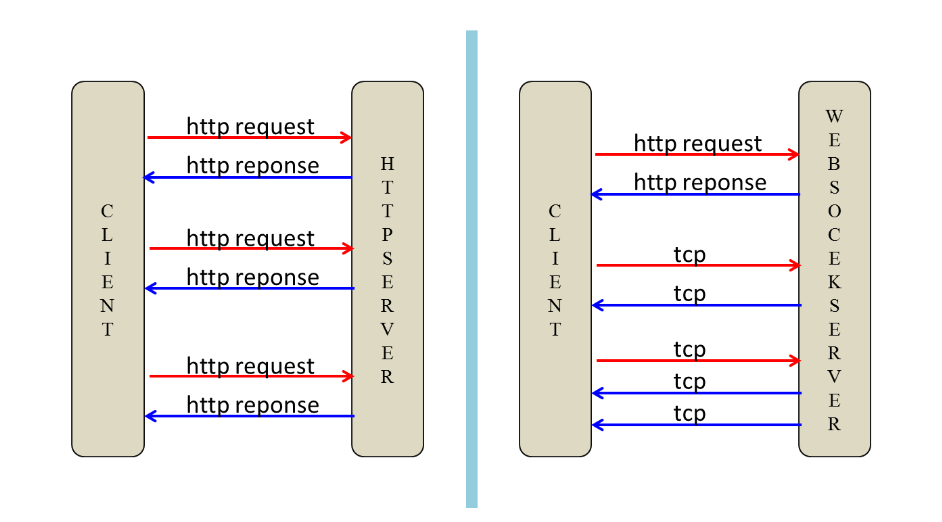 CLIENT
http request
http reponse
http request
http reponse
http request
http reponse
HTTPSERVER
CLIENT
http request
http reponse
tcp
tcp
tcp
tcp
tcp
WEBSOCEKSERVER